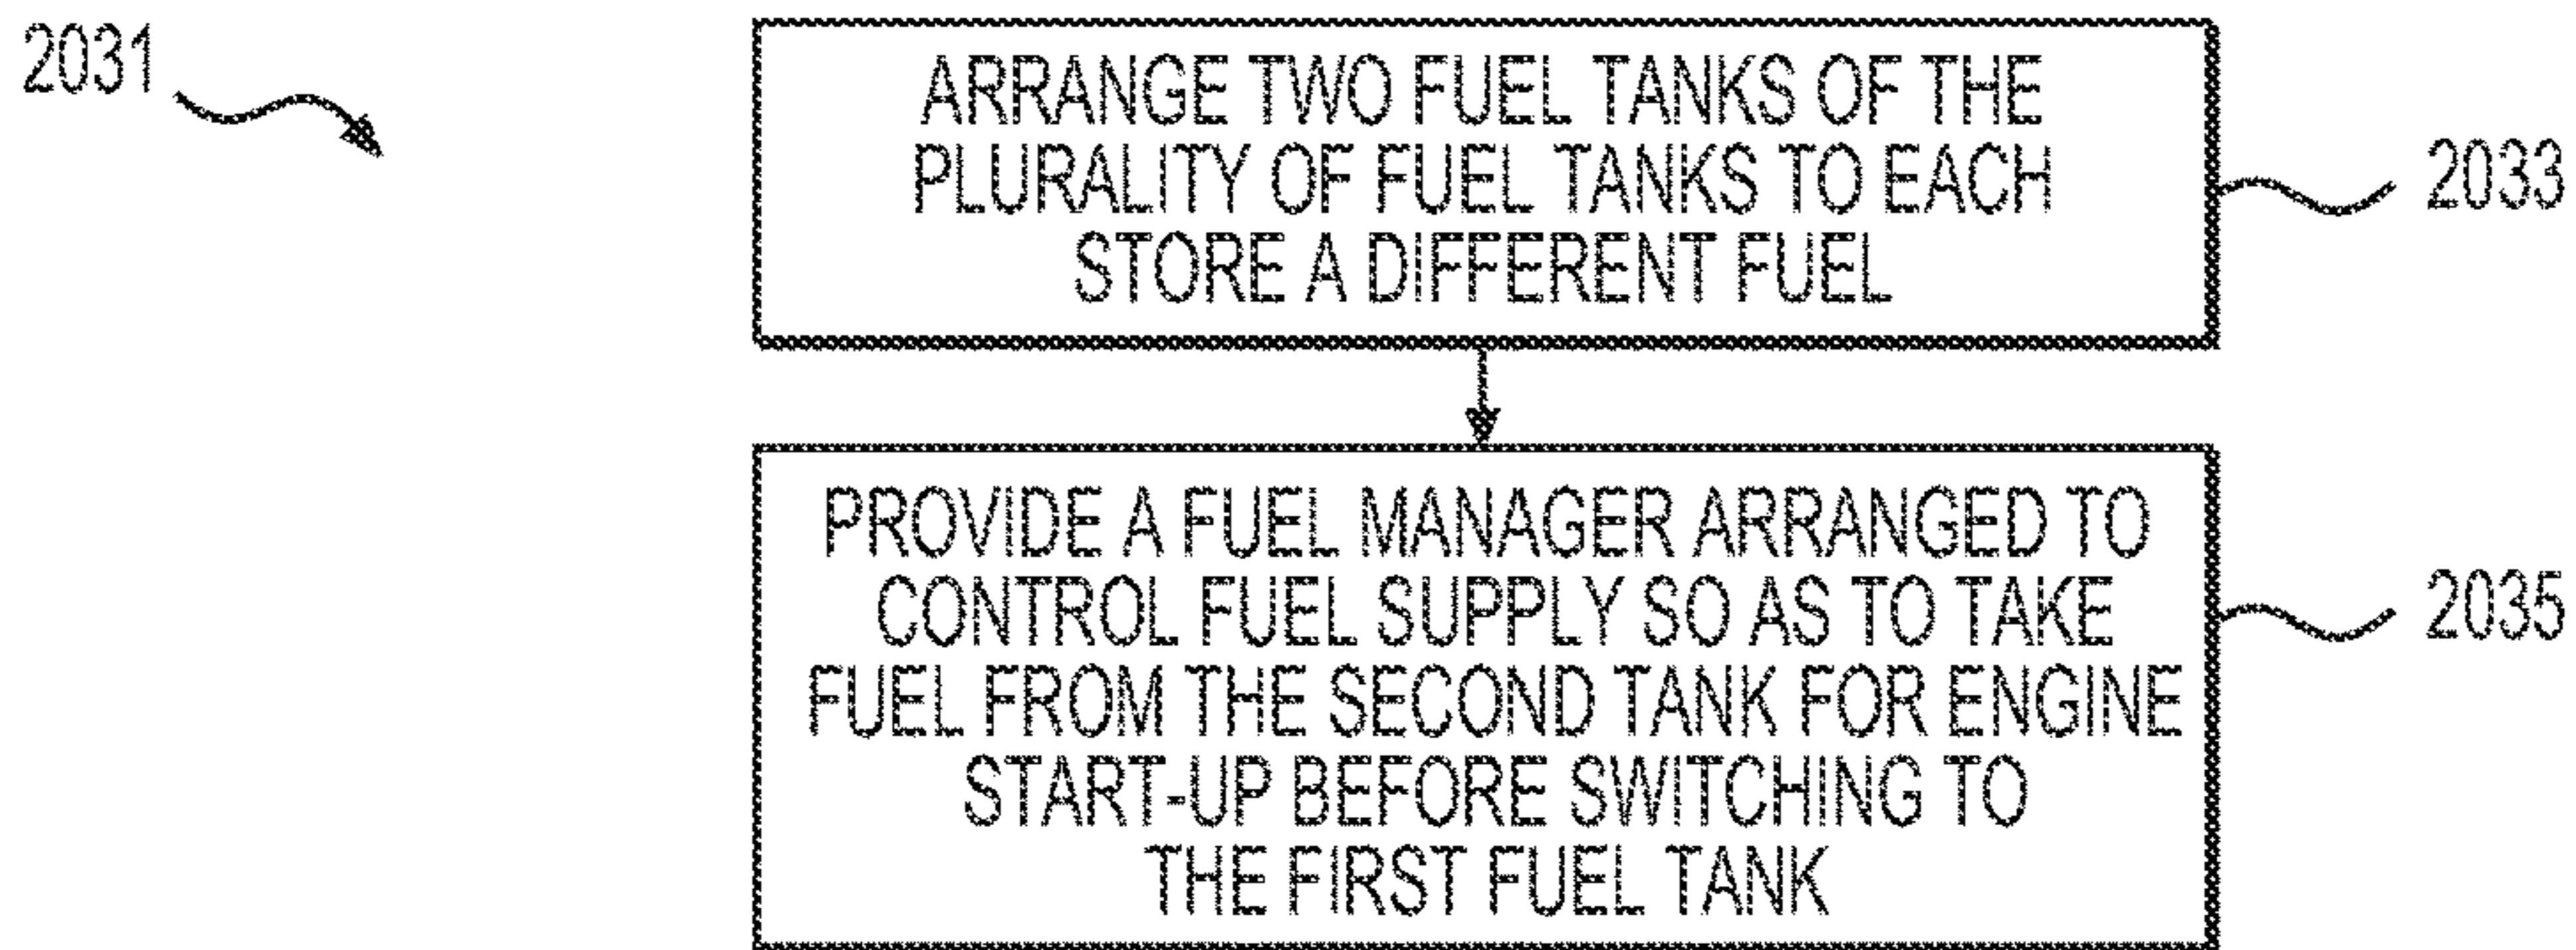 2031
ARRANGE TWO FUEL TANKS OF THE
PLURALITY OF FUEL TANKS TO EACH
STORE A DIFFERENT FUEL
2033
PROVIDE A FUEL MANAGER ARRANGED TO
CONTROL FUEL SUPPLY SO AS TO TAKE
FUEL FROM THE SECOND TANK FOR ENGINE
START-UP BEFORE SWITCHING TO
THE FIRST FUEL TANK
2035